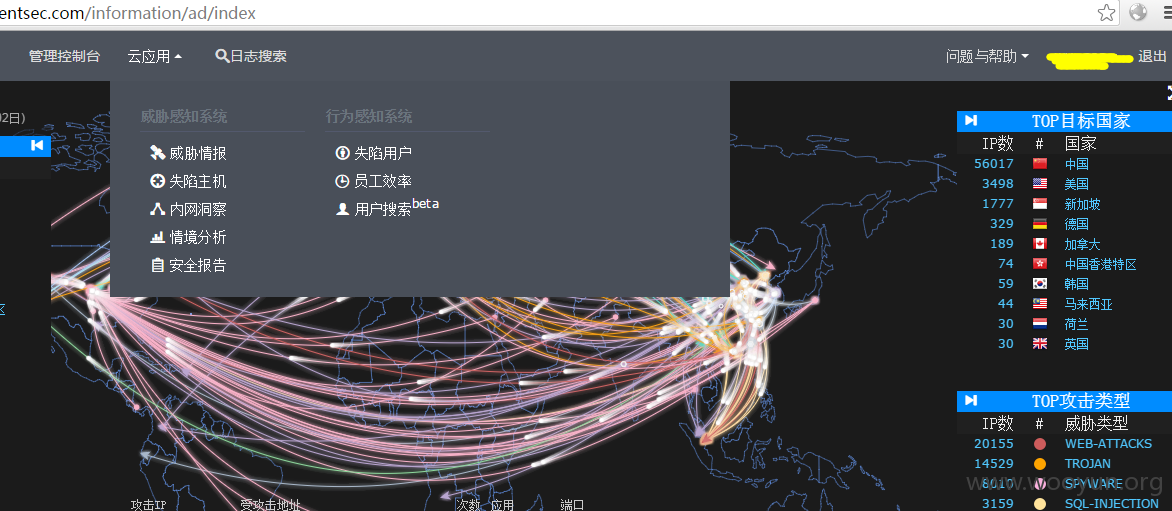 entsec.com/information/ad/index
管理控制台 云应用 日志搜索 问题与帮助 退出
02日)
威胁感知系统 行为感知系统
威胁情报 失陷用户
失陷主机 员工效率
内网洞察 用户搜索beta
情境分析
安全报告
区
TOP目标国家
IP数 # 国家
56017 中国
3498 美国
1777 新加坡
329 德国
189 加拿大
74 中国香港特区
59 韩国
44 马来西亚
30 荷兰
30 英国
TOP攻击类型
IP数 # 威胁类型
20155 WEB-ATTACKS
14529 TROJAN
8010 SPYWARE
3159 SQL-INJECTION
攻击IP 受攻击地址 次数 应用 端口
www.wooyun.org